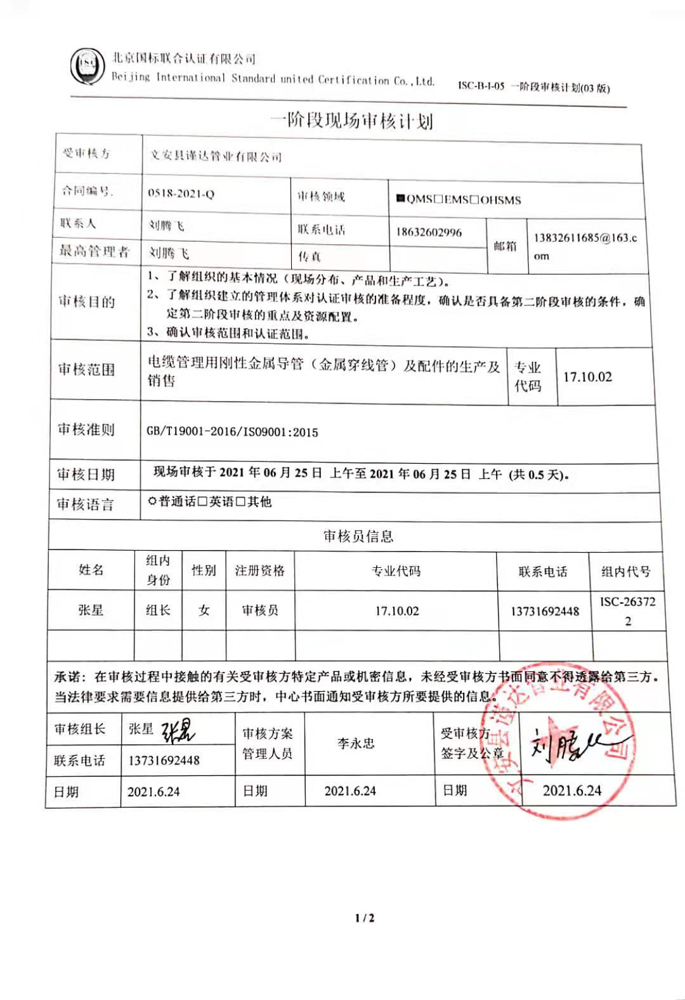 ISC
北京国标联合认证有限公司
Beijing International Standard united Certification Co.,Ltd.
ISC-B-I-05 一阶段审核计划(03 版)
一阶段现场审核计划
受审核方 文安县谨达管业有限公司
合同编号. 0518-2021-Q 审核领域 ■QMS□EMS□OHSMS
联系人 刘腾飞 联系电话 18632602996 邮箱 13832611685@163.c
om
最高管理者 刘腾飞 传真
审核目的
1、了解组织的基本情况（现场分布、产品和生产工艺）。
2、了解组织建立的管理体系对认证审核的准备程度，确认是否具备第二阶段审核的条件，确
定第二阶段审核的重点及资源配置。
3、确认审核范围和认证范围。
审核范围 电缆管理用刚性金属导管（金属穿线管）及配件的生产及
销售
专业
代码
17.10.02
审核准则 GB/T19001-2016/ISO9001:2015
审核日期 现场审核于 2021 年 06 月 25 日 上午至 2021 年 06 月 25 日 上午 (共 0.5 天)。
审核语言 ✡普通话□英语□其他
审核员信息
姓名 组内
身份
性别 注册资格 专业代码 联系电话 组内代号
张星 组长 女 审核员 17.10.02 13731692448 ISC-26372
2
承诺：在审核过程中接触的有关受审核方特定产品或机密信息，未经受审核方书面同意不得透露给第三方。
当法律要求需要信息提供给第三方时，中心书面通知受审核方所要提供的信息。
审核组长 张星 张星
联系电话 13731692448
审核方案
管理人员
李永忠
受审核方
签字及公章
刘腾飞
文安县谨达管业有限公司
日期 2021.6.24 日期 2021.6.24 日期 2021.6.24
1 / 2